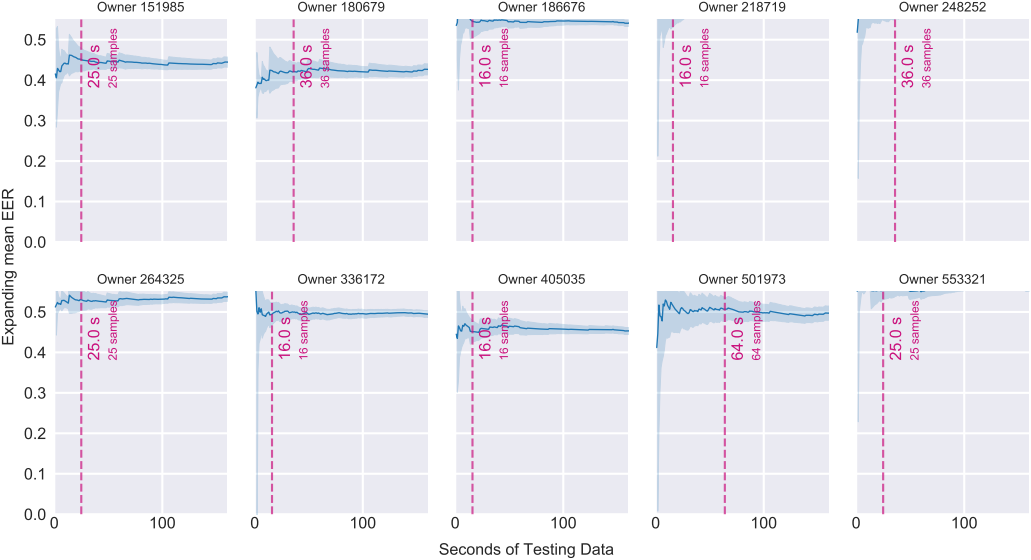 Owner 151985
Owner 180679
Owner 186676
Owner 218719
Owner 248252
Expanding mean EER
0.5
0.4
0.3
0.2
0.1
0.0
25.0 s
25 samples
36.0 s
36 samples
16.0 s
16 samples
16.0 s
16 samples
36.0 s
36 samples
Owner 264325
Owner 336172
Owner 405035
Owner 501973
Owner 553321
0.5
0.4
0.3
0.2
0.1
0.0
25.0 s
25 samples
16.0 s
16 samples
16.0 s
16 samples
64.0 s
64 samples
25.0 s
25 samples
0 100
0 100
0 100
0 100
0 100
Seconds of Testing Data